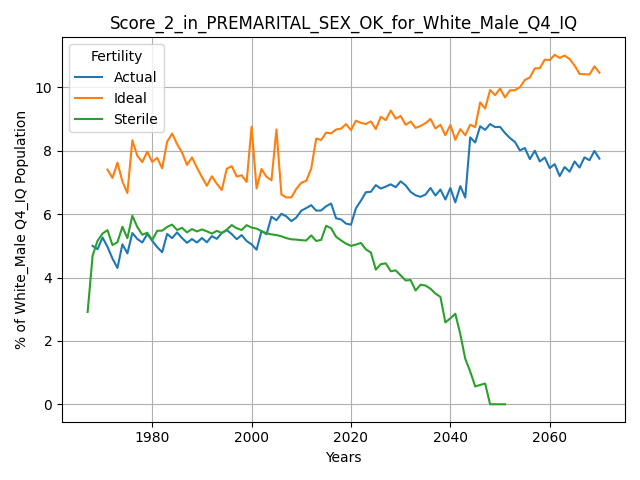 Score_2_in_PREMARITAL_SEX_OK_for_White_Male_Q4_IQ
Fertility
Actual
Ideal
Sterile
% of White_Male Q4_IQ Population
10
8
6
4
2
0
1980
2000
2020
2040
2060
Years